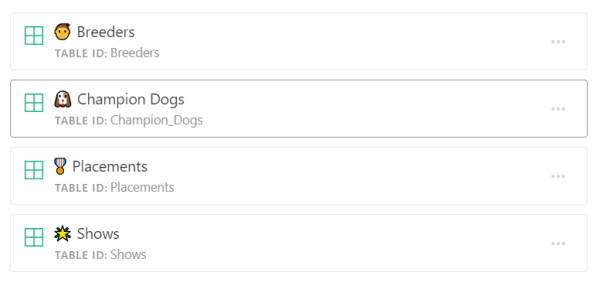 Breeders
TABLE ID: Breeders
Champion Dogs
TABLE ID: Champion_Dogs
Placements
TABLE ID: Placements
Shows
TABLE ID: Shows